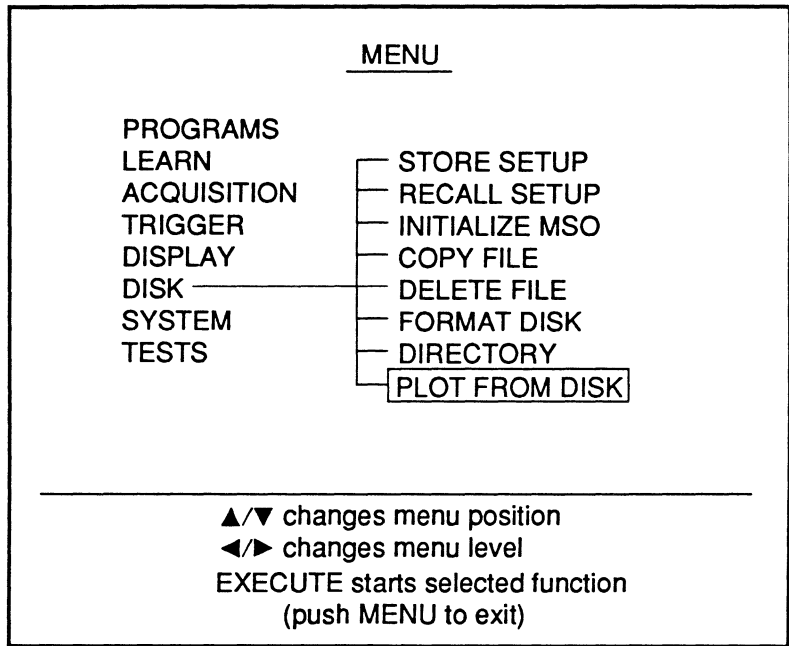 MENU
PROGRAMS
LEARN STORE SETUP
ACQUISITION RECALL SETUP
TRIGGER INITIALIZE MSO
DISPLAY COPY FILE
DISK DELETE FILE
SYSTEM FORMAT DISK
TESTS DIRECTORY
PLOT FROM DISK
▲/▼ changes menu position
◄/► changes menu level
EXECUTE starts selected function
(push MENU to exit)